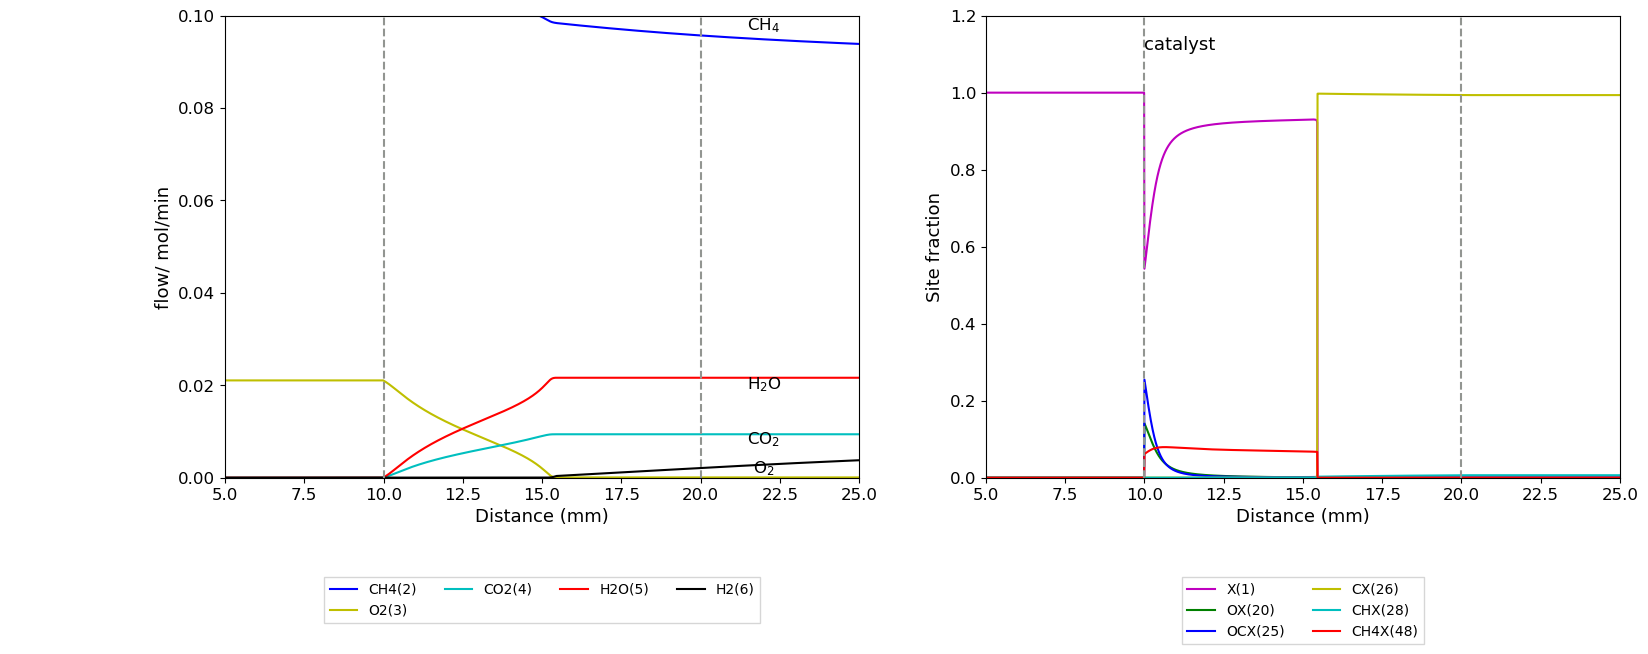 0.10
0.08
0.06
0.04
0.02
0.00
flow/ mol/min
CH4
H2O
CO2
O2
5.0 7.5 10.0 12.5 15.0 17.5 20.0 22.5 25.0
Distance (mm)
CH4(2) CO2(4) H2O(5) H2(6)
O2(3)
1.2
1.0
0.8
0.6
0.4
0.2
0.0
Site fraction
catalyst
5.0 7.5 10.0 12.5 15.0 17.5 20.0 22.5 25.0
Distance (mm)
X(1) CX(26)
OX(20) CHX(28)
OCX(25) CH4X(48)